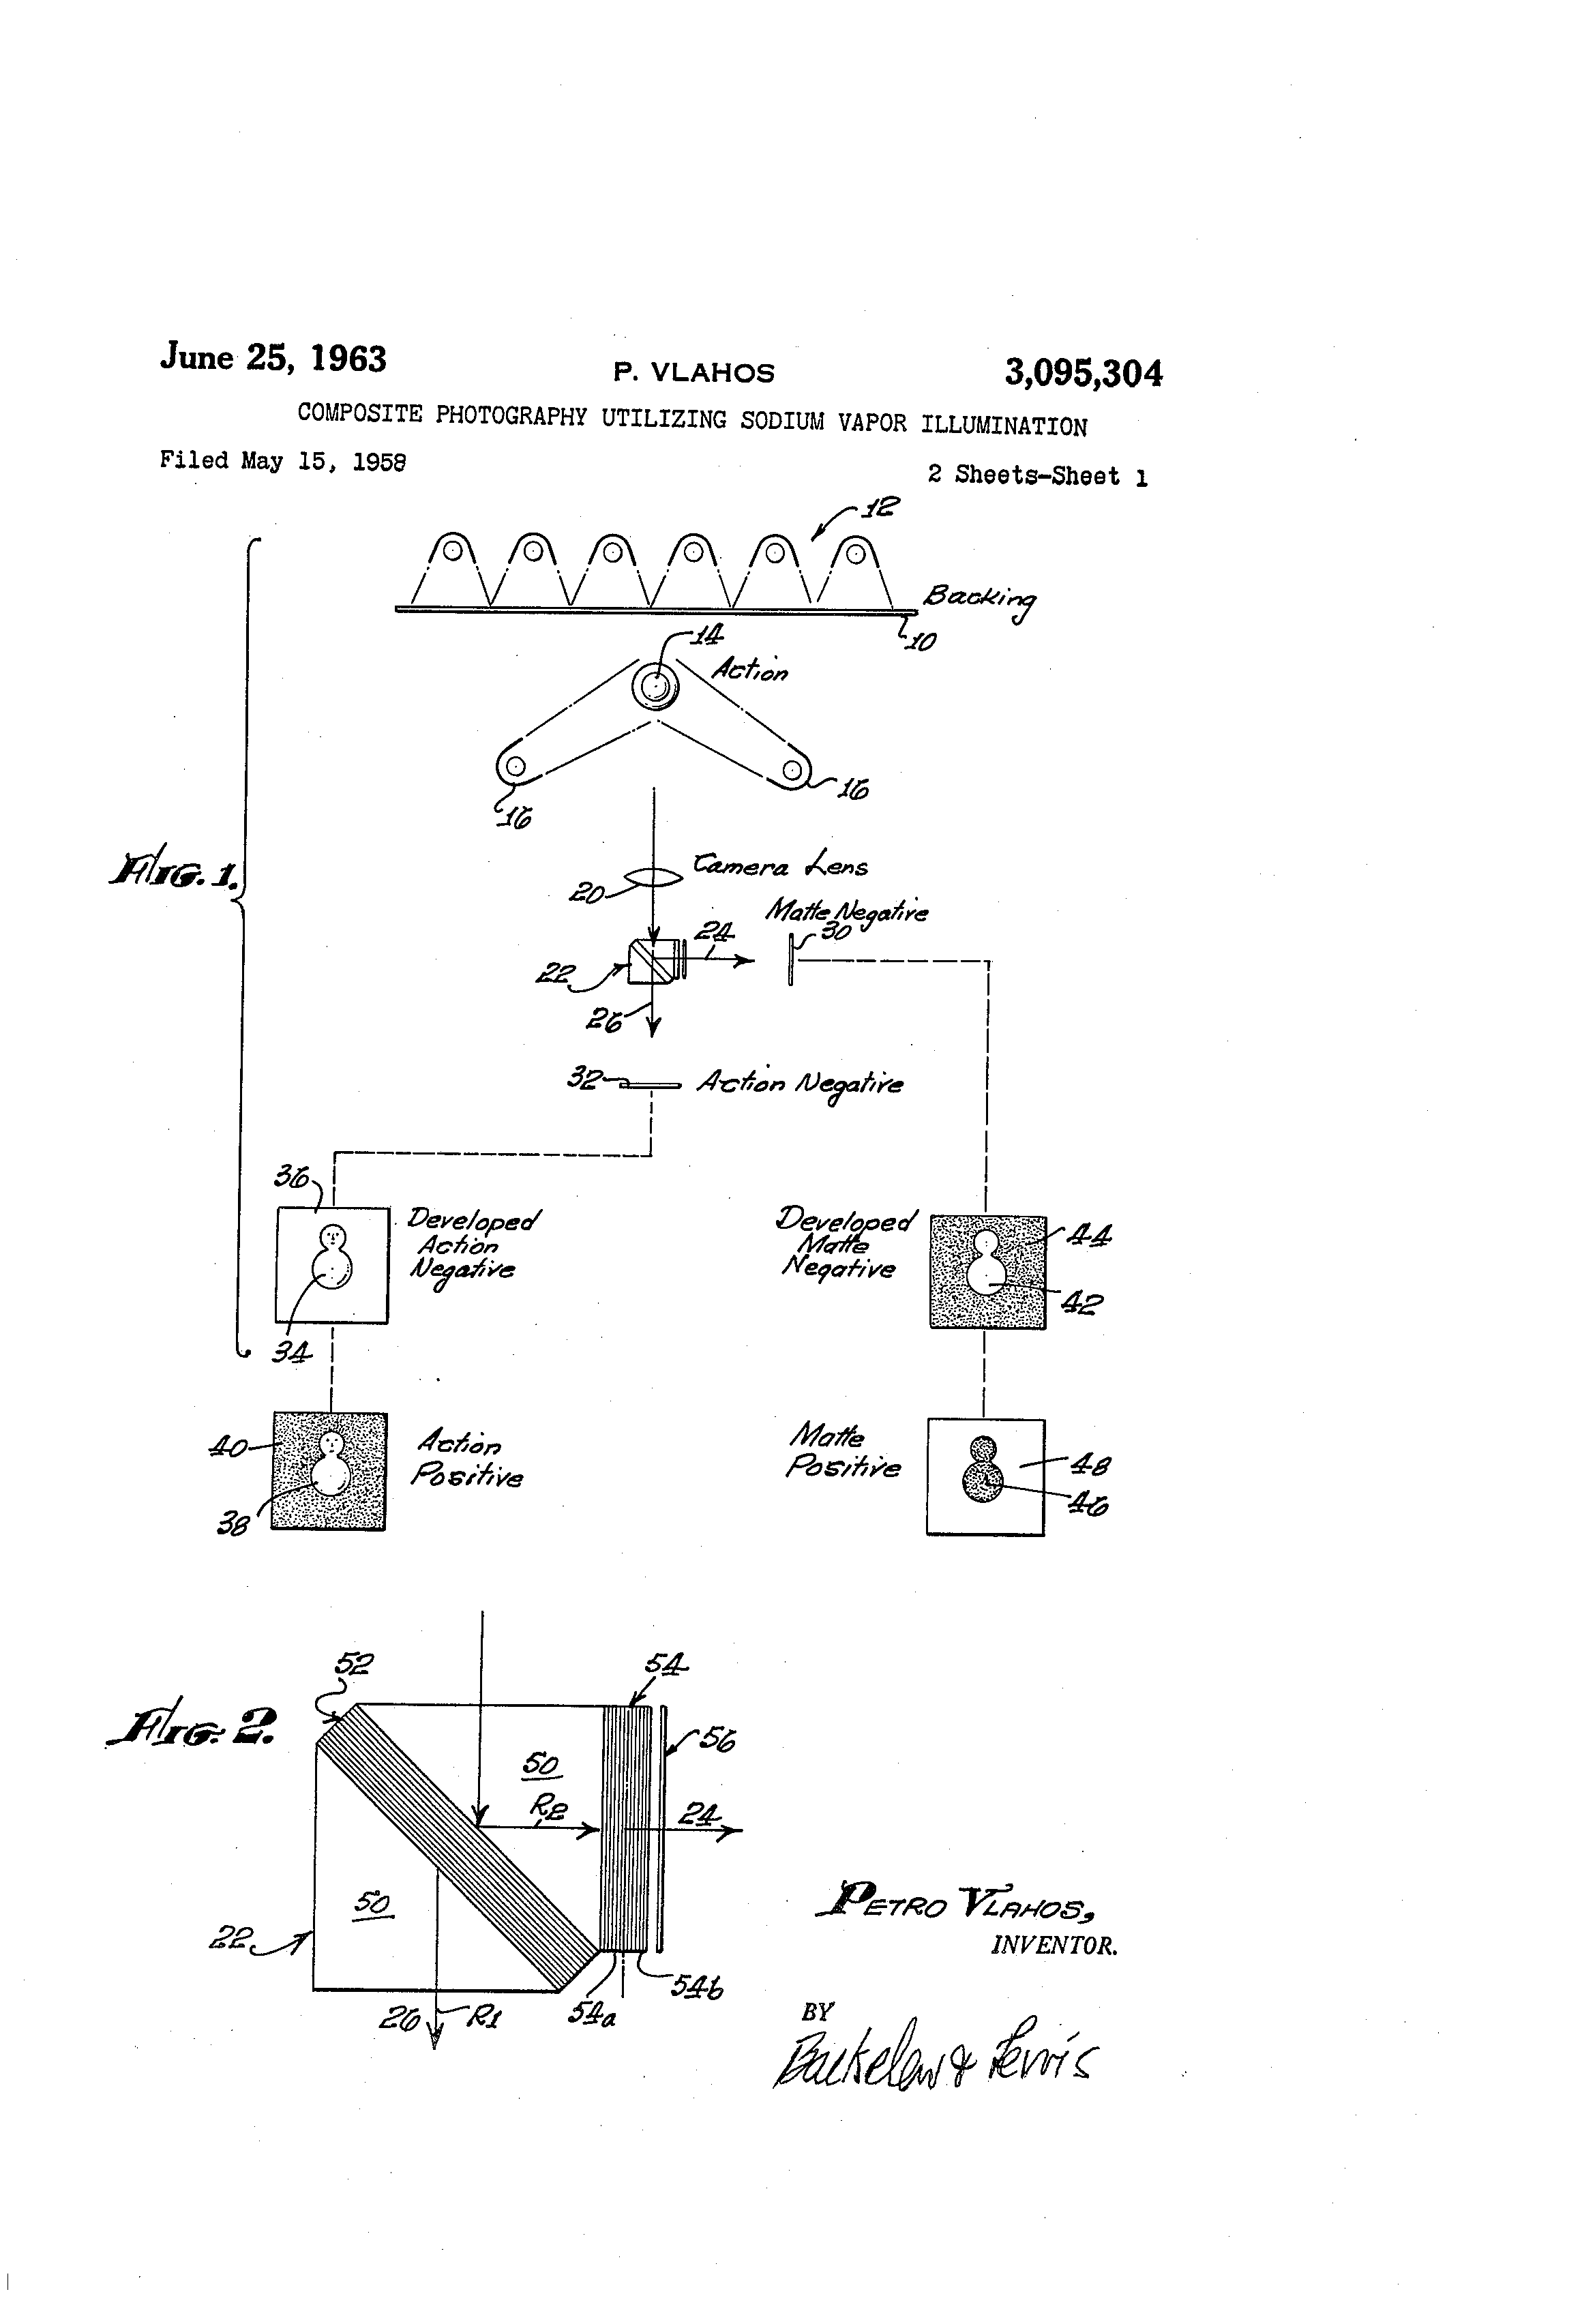 June 25, 1963 P. VLAHOS 3,095,304
COMPOSITE PHOTOGRAPHY UTILIZING SODIUM VAPOR ILLUMINATION
Filed May 15, 1958 2 Sheets-Sheet 1
12
Backing
10
14
Action
16
16
FIG. 1.
Camera Lens
20
Matte Negative
24
30
22
26
32 Action Negative
36
Developed
Action
Negative
34
Developed
Matte
Negative
44
42
40
Action
Positive
38
Matte
Positive
48
46
52
54
FIG. 2.
56
50
R2
24
50
22
26 R1
54a
54b
PETRO VLAHOS,
INVENTOR.
BY